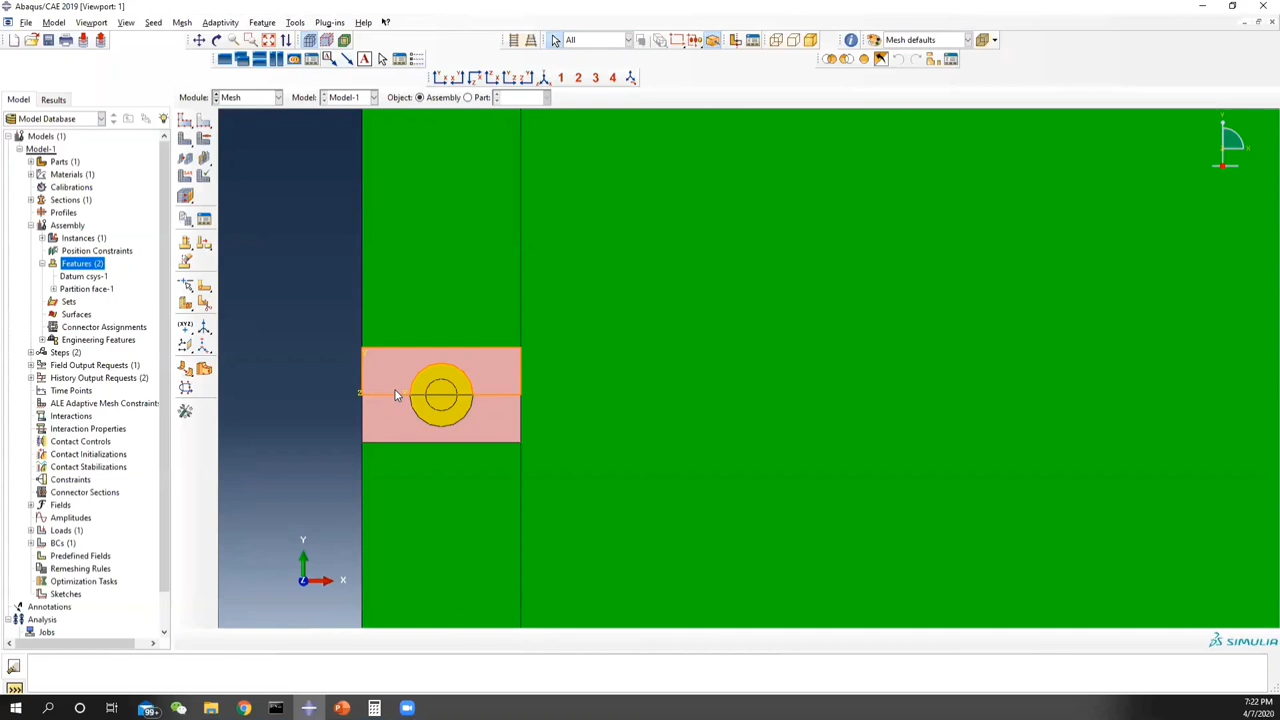 Abaqus/CAE 2019 [Viewport: 1]
File Model Viewport View Seed Mesh Adaptivity Feature Tools Plug-ins Help
All Mesh defaults
A
1 2 3 4
Model Results Module: Mesh Model: Model-1 Object: Assembly Part:
Model Database
Models (1)
Model-1
Parts (1)
Materials (1)
Calibrations
Sections (1)
Profiles
Assembly
Instances (1)
Position Constraints
Features (2)
Datum csys-1
Partition face-1
Sets
Surfaces
Connector Assignments
Engineering Features
Steps (2)
Field Output Requests (1)
History Output Requests (2)
Time Points
ALE Adaptive Mesh Constraints
Interactions
Interaction Properties
Contact Controls
Contact Initializations
Contact Stabilizations
Constraints
Connector Sections
Fields
Amplitudes
Loads (1)
BCs (1)
Predefined Fields
Remeshing Rules
Optimization Tasks
Sketches
Annotations
Analysis
Jobs
(XYZ)
Y
X
Z
SIMULIA
>>>
99+
7:22 PM
4/7/2020